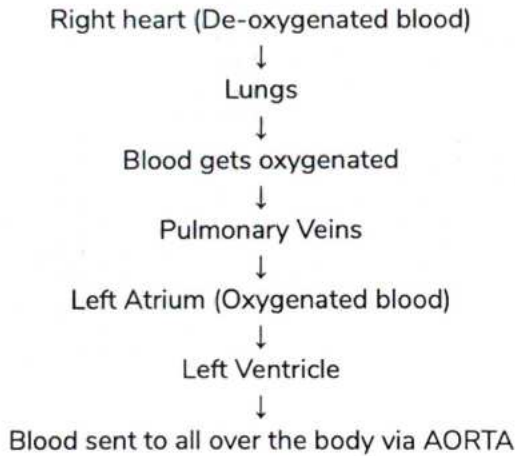 Right heart (De-oxygenated blood)
↓
Lungs
↓
Blood gets oxygenated
↓
Pulmonary Veins
↓
Left Atrium (Oxygenated blood)
↓
Left Ventricle
↓
Blood sent to all over the body via AORTA